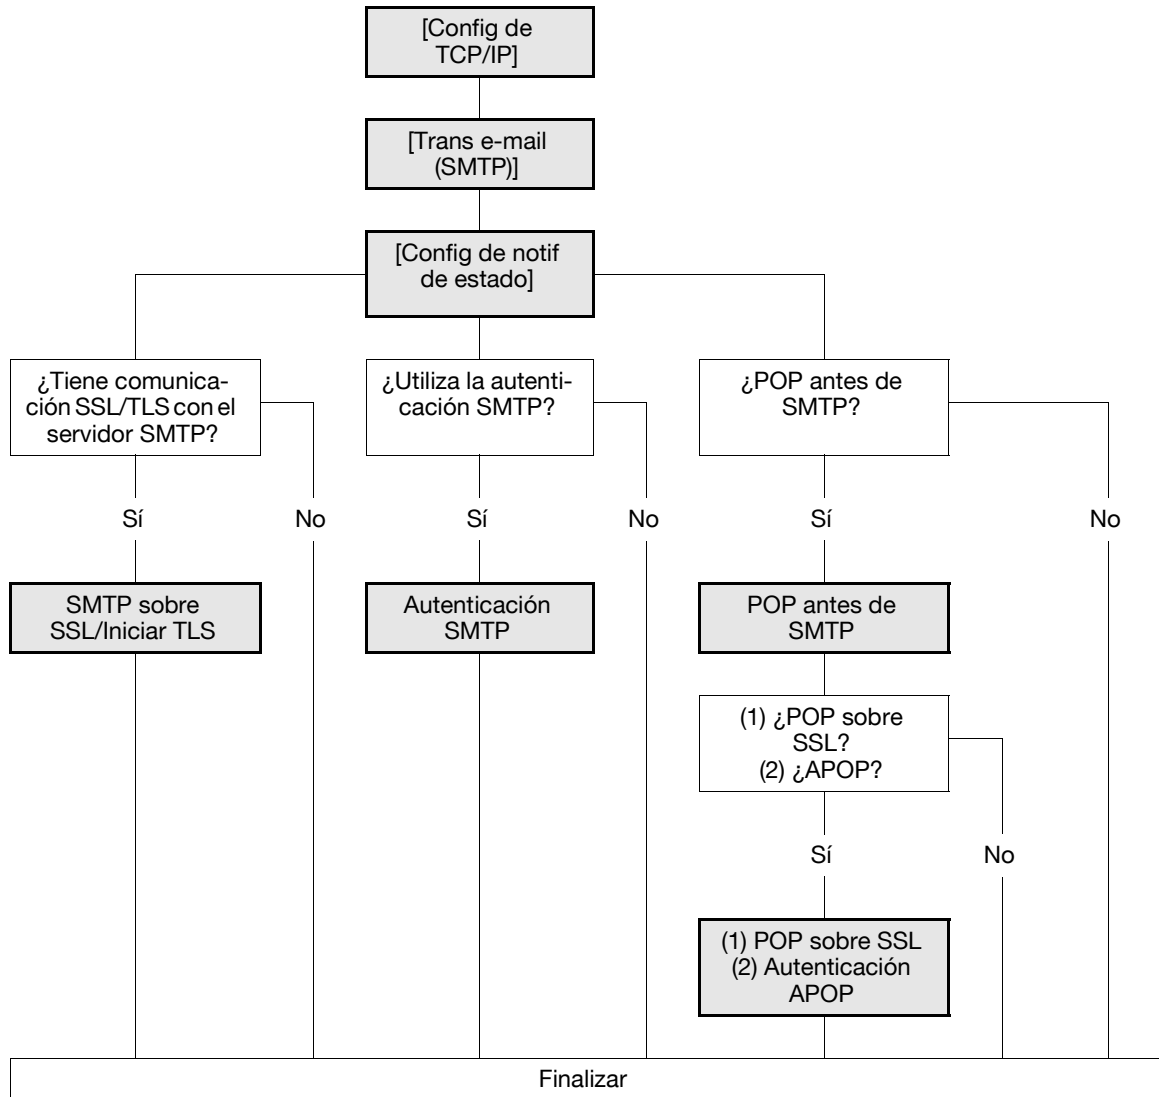 [Config de
TCP/IP]
[Trans e-mail
(SMTP)]
[Config de notif
de estado]
¿Tiene comunica-
ción SSL/TLS con el
servidor SMTP?
¿Utiliza la autenti-
cación SMTP?
¿POP antes de
SMTP?
Sí
No
Sí
No
Sí
No
SMTP sobre
SSL/Iniciar TLS
Autenticación
SMTP
POP antes de
SMTP
(1) ¿POP sobre
SSL?
(2) ¿APOP?
Sí
No
(1) POP sobre SSL
(2) Autenticación
APOP
Finalizar